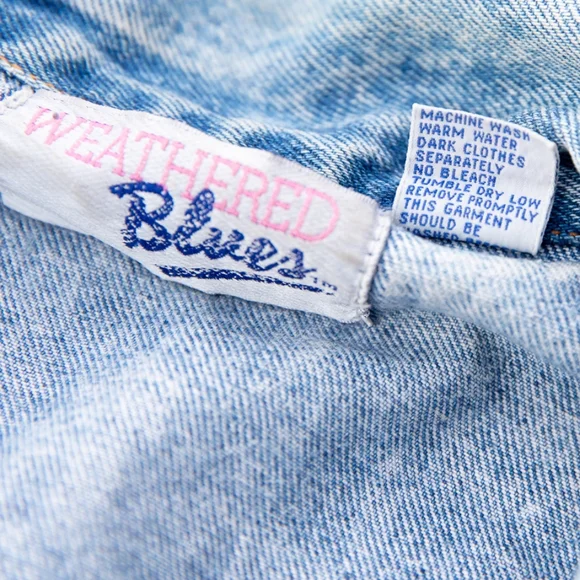 WEATHERED
Blues
MACHINE WASH
WARM WATER
DARK CLOTHES
SEPARATELY
NO BLEACH
TUMBLE DRY, LOW
REMOVE PROMPTLY
THIS GARMENT
SHOULD BE